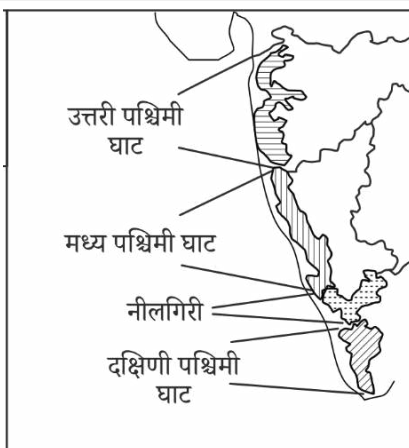 उत्तरी पश्चिमी
घाट
मध्य पश्चिमी घाट
नीलगिरी
दक्षिणी पश्चिमी
घाट